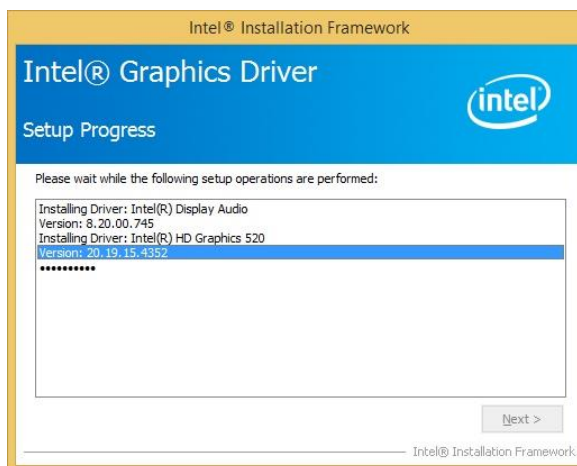 Intel® Installation Framework
Intel® Graphics Driver
intel
Setup Progress
Please wait while the following setup operations are performed:
Installing Driver: Intel(R) Display Audio
Version: 8.20.00.745
Installing Driver: Intel(R) HD Graphics 520
Version: 20.19.15.4352
••••••••••
Next >
Intel® Installation Framework